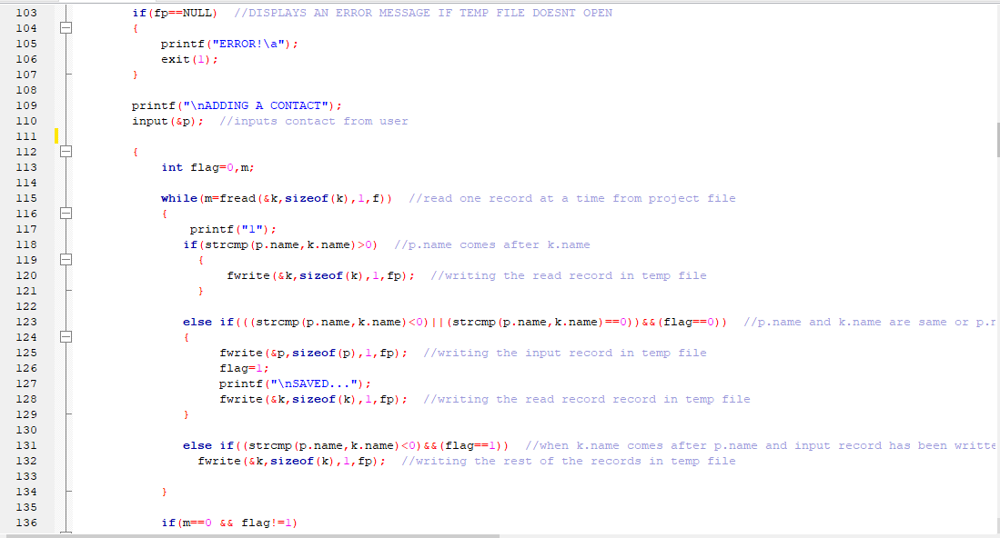 103 if(fp==NULL) //DISPLAYS AN ERROR MESSAGE IF TEMP FILE DOESNT OPEN
104 {
105 printf("ERROR!\a");
106 exit(1);
107 }
108
109 printf("\nADDING A CONTACT");
110 input(&p); //inputs contact from user
111
112 {
113 int flag=0,m;
114
115 while(m=fread(&k,sizeof(k),1,f)) //read one record at a time from project file
116 {
117 printf("1");
118 if(strcmp(p.name,k.name)>0) //p.name comes after k.name
119 {
120 fwrite(&k,sizeof(k),1,fp); //writing the read record in temp file
121 }
122
123 else if(((strcmp(p.name,k.name)<0)||(strcmp(p.name,k.name)==0))&&(flag==0)) //p.name and k.name are same or
124 {
125 fwrite(&p,sizeof(p),1,fp); //writing the input record in temp file
126 flag=1;
127 printf("\nSAVED...");
128 fwrite(&k,sizeof(k),1,fp); //writing the read record record in temp file
129 }
130
131 else if((strcmp(p.name,k.name)<0)&&(flag==1)) //when k.name comes after p.name and input record has been writte
132 fwrite(&k,sizeof(k),1,fp); //writing the rest of the records in temp file
133
134 }
135
136 if(m==0 && flag!=1)